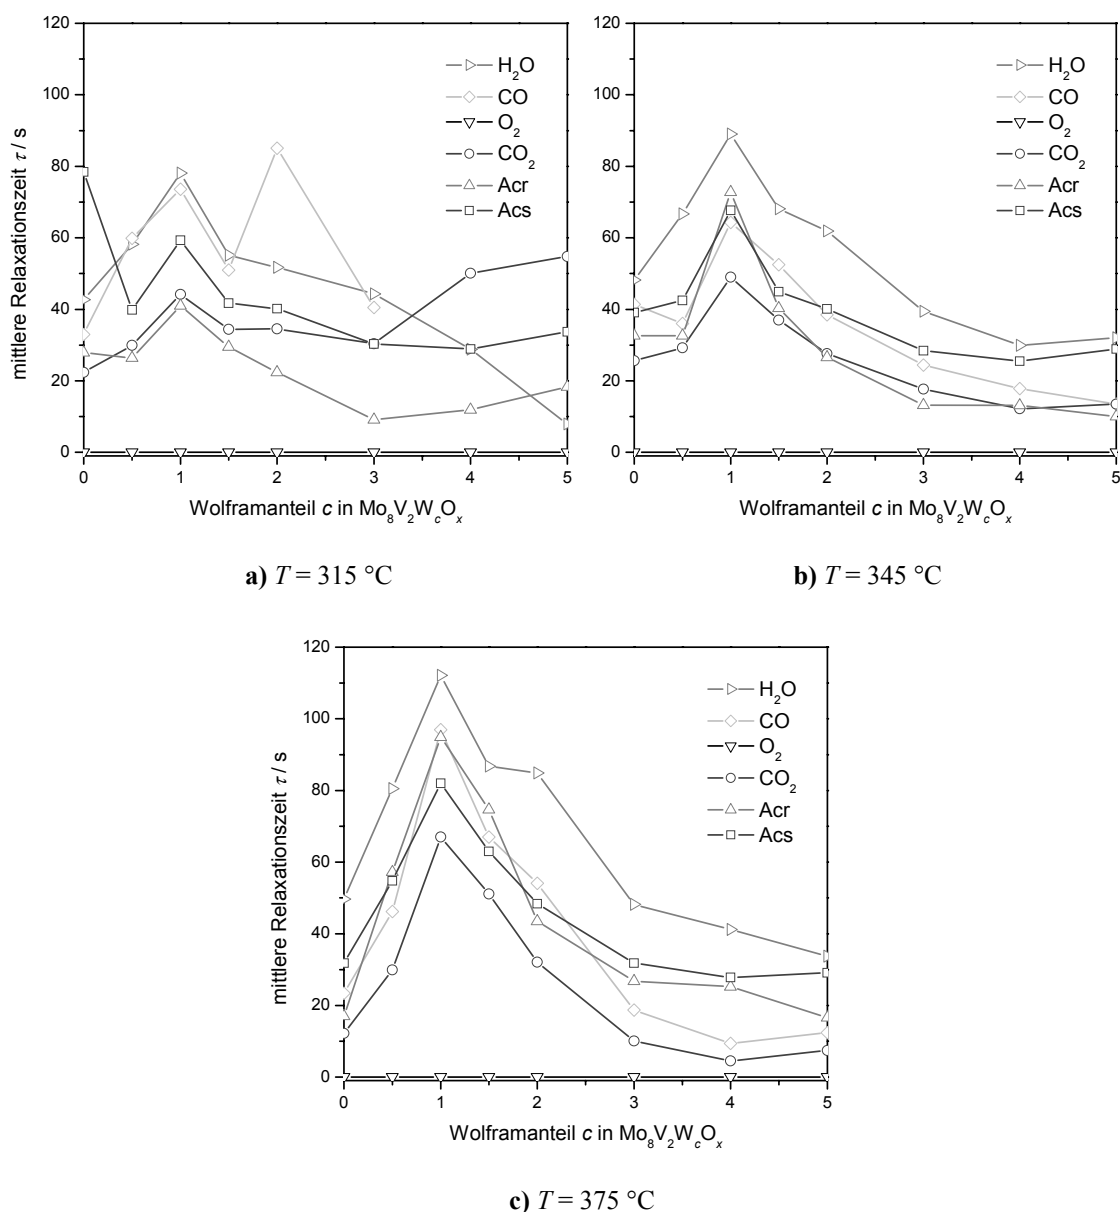 120
100
80
60
40
20
0
mittlere Relaxationszeit τ / s
H₂O
CO
O₂
CO₂
Acr
Acs
0 1 2 3 4 5
Wolframanteil c in Mo₈V₂W_cO_x
a) T = 315 °C
120
100
80
60
40
20
0
H₂O
CO
O₂
CO₂
Acr
Acs
0 1 2 3 4 5
Wolframanteil c in Mo₈V₂W_cO_x
b) T = 345 °C
120
100
80
60
40
20
0
mittlere Relaxationszeit τ / s
H₂O
CO
O₂
CO₂
Acr
Acs
0 1 2 3 4 5
Wolframanteil c in Mo₈V₂W_cO_x
c) T = 375 °C